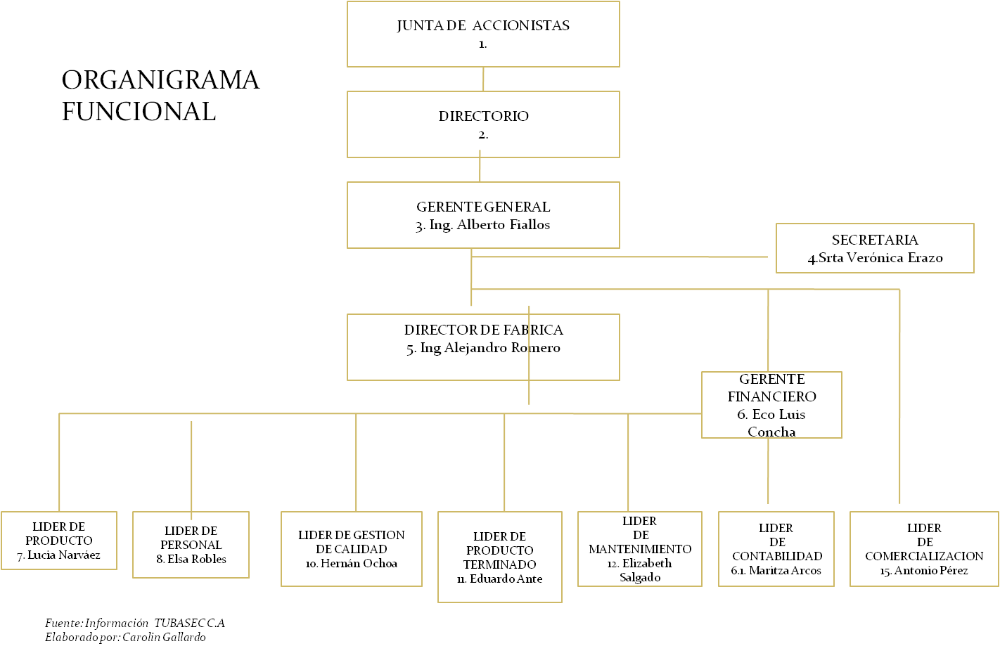 JUNTA DE ACCIONISTAS
1.
ORGANIGRAMA
FUNCIONAL
DIRECTORIO
2.
GERENTE GENERAL
3. Ing. Alberto Fiallos
SECRETARIA
4.Srta Verónica Erazo
DIRECTOR DE FABRICA
5. Ing Alejandro Romero
GERENTE
FINANCIERO
6. Eco Luis
Concha
LIDER DE
PRODUCTO
7. Lucia Narváez
LIDER DE
PERSONAL
8. Elsa Robles
LIDER DE GESTION
DE CALIDAD
10. Hernán Ochoa
LIDER DE
PRODUCTO
TERMINADO
11. Eduardo Ante
LIDER
DE
MANTENIMIENTO
12. Elizabeth
Salgado
LIDER
DE
CONTABILIDAD
6.1. Maritza Arcos
LIDER
DE
COMERCIALIZACION
15. Antonio Pérez
Fuente: Información TUBASEC C.A
Elaborado por: Carolin Gallardo